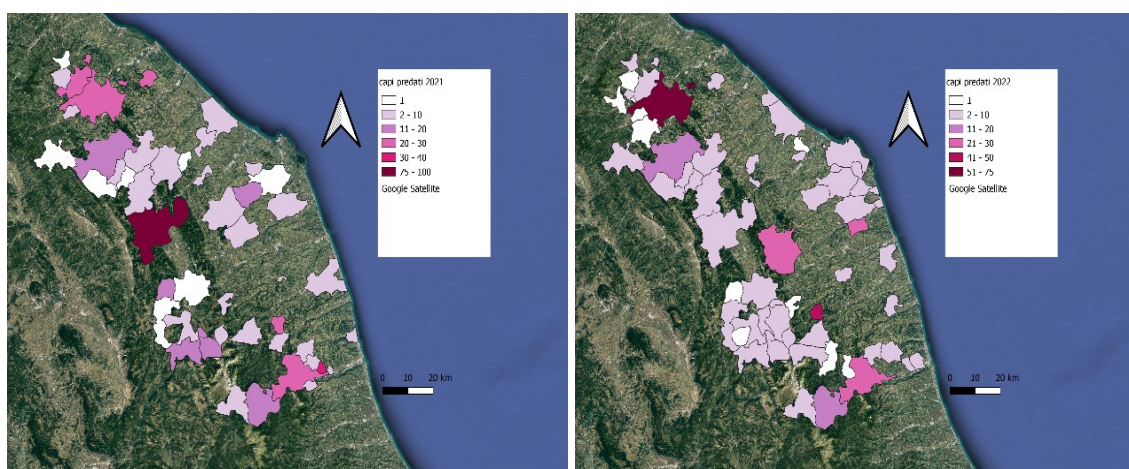 capi predati 2021
1
2 - 10
11 - 20
20 - 30
30 - 40
75 - 100
Google Satellite
0 10 20 km
capi predati 2022
1
2 - 10
11 - 20
21 - 30
41 - 50
51 - 75
Google Satellite
0 10 20 km